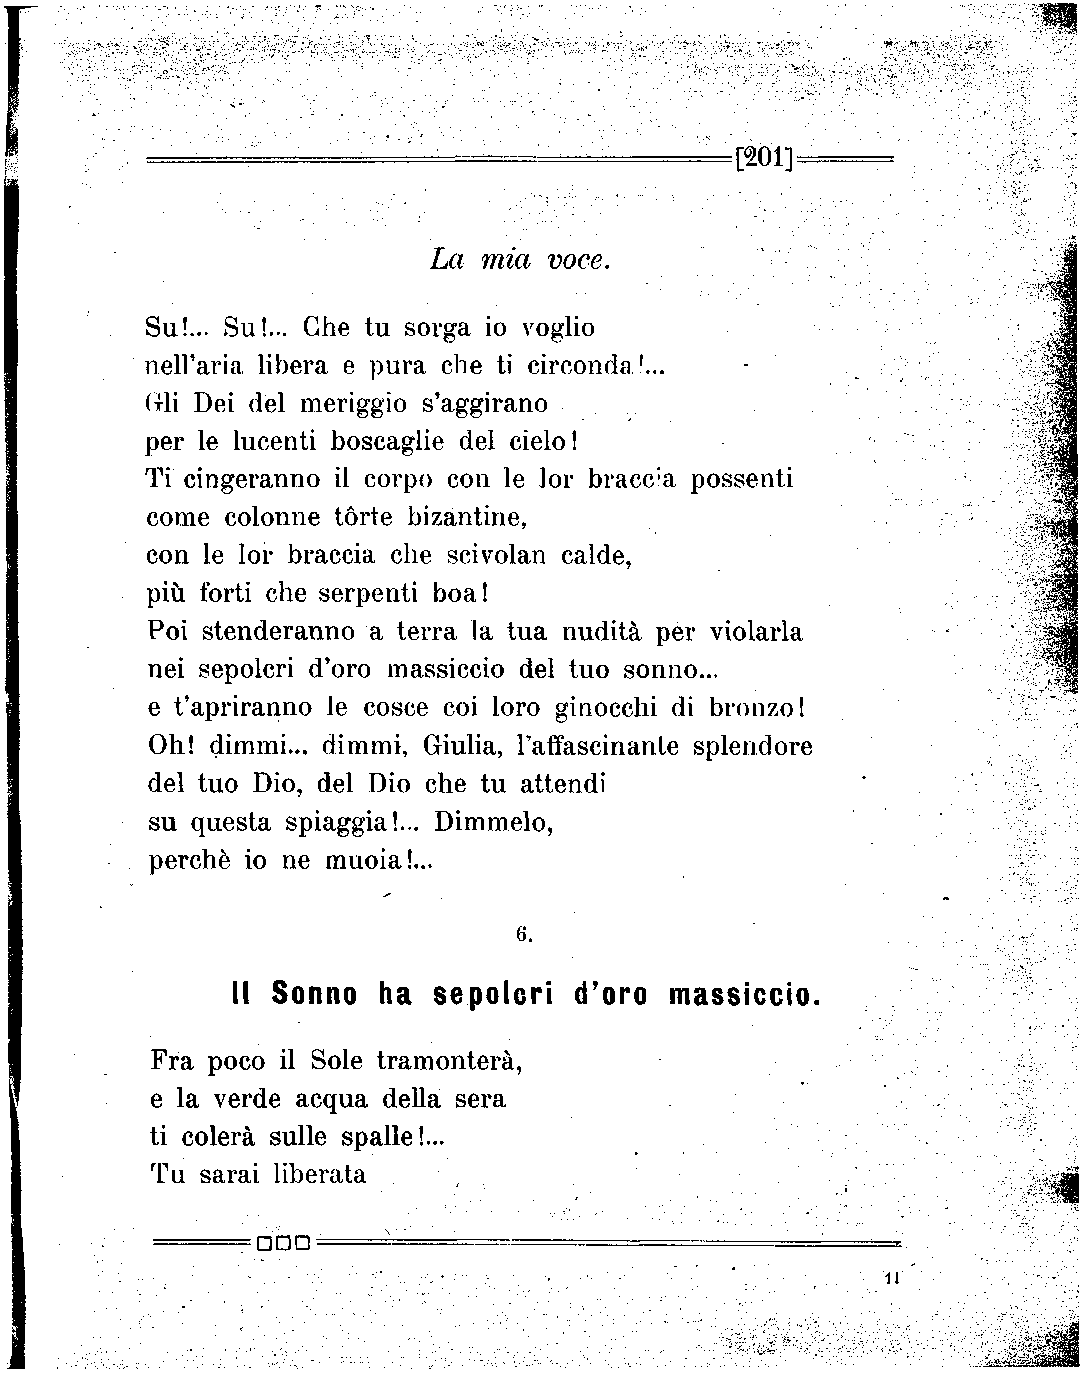 [201]
La mia voce.
Su!... Su!... Che tu sorga io voglio
nell'aria libera e pura che ti circonda!...
Gli Dei del meriggio s'aggirano
per le lucenti boscaglie del cielo!
Ti cingeranno il corpo con le lor braccia possenti
come colonne tôrte bizantine,
con le lor braccia che scivolan calde,
più forti che serpenti boa!
Poi stenderanno a terra la tua nudità per violarla
nei sepolcri d'oro massiccio del tuo sonno...
e t'apriranno le cosce coi loro ginocchi di bronzo!
Oh! dimmi... dimmi, Giulia, l'affascinante splendore
del tuo Dio, del Dio che tu attendi
su questa spiaggia!... Dimmelo,
perchè io ne muoia!...
6.
Il Sonno ha sepolcri d'oro massiccio.
Fra poco il Sole tramonterà,
e la verde acqua della sera
ti colerà sulle spalle!...
Tu sarai liberata
11